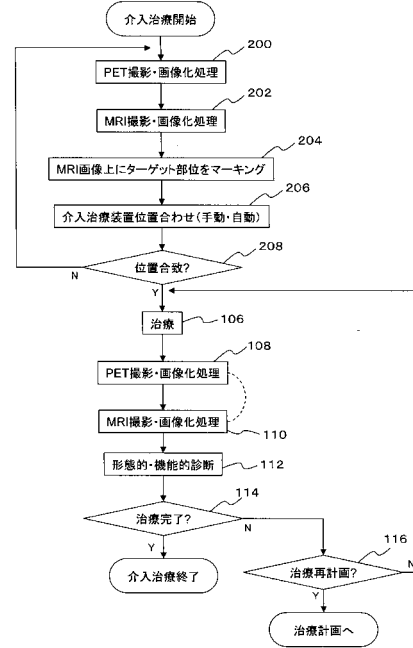 介入治療開始
200
PET撮影・画像化処理
202
MRI撮影・画像化処理
204
MRI画像上にターゲット部位をマーキング
206
介入治療装置位置合わせ(手動・自動)
208
位置合致?
N
Y
治療
106
108
PET撮影・画像化処理
MRI撮影・画像化処理
110
形態的・機能的診断
112
114
治療完了?
N
Y
116
介入治療終了
治療再計画?
N
Y
治療計画へ